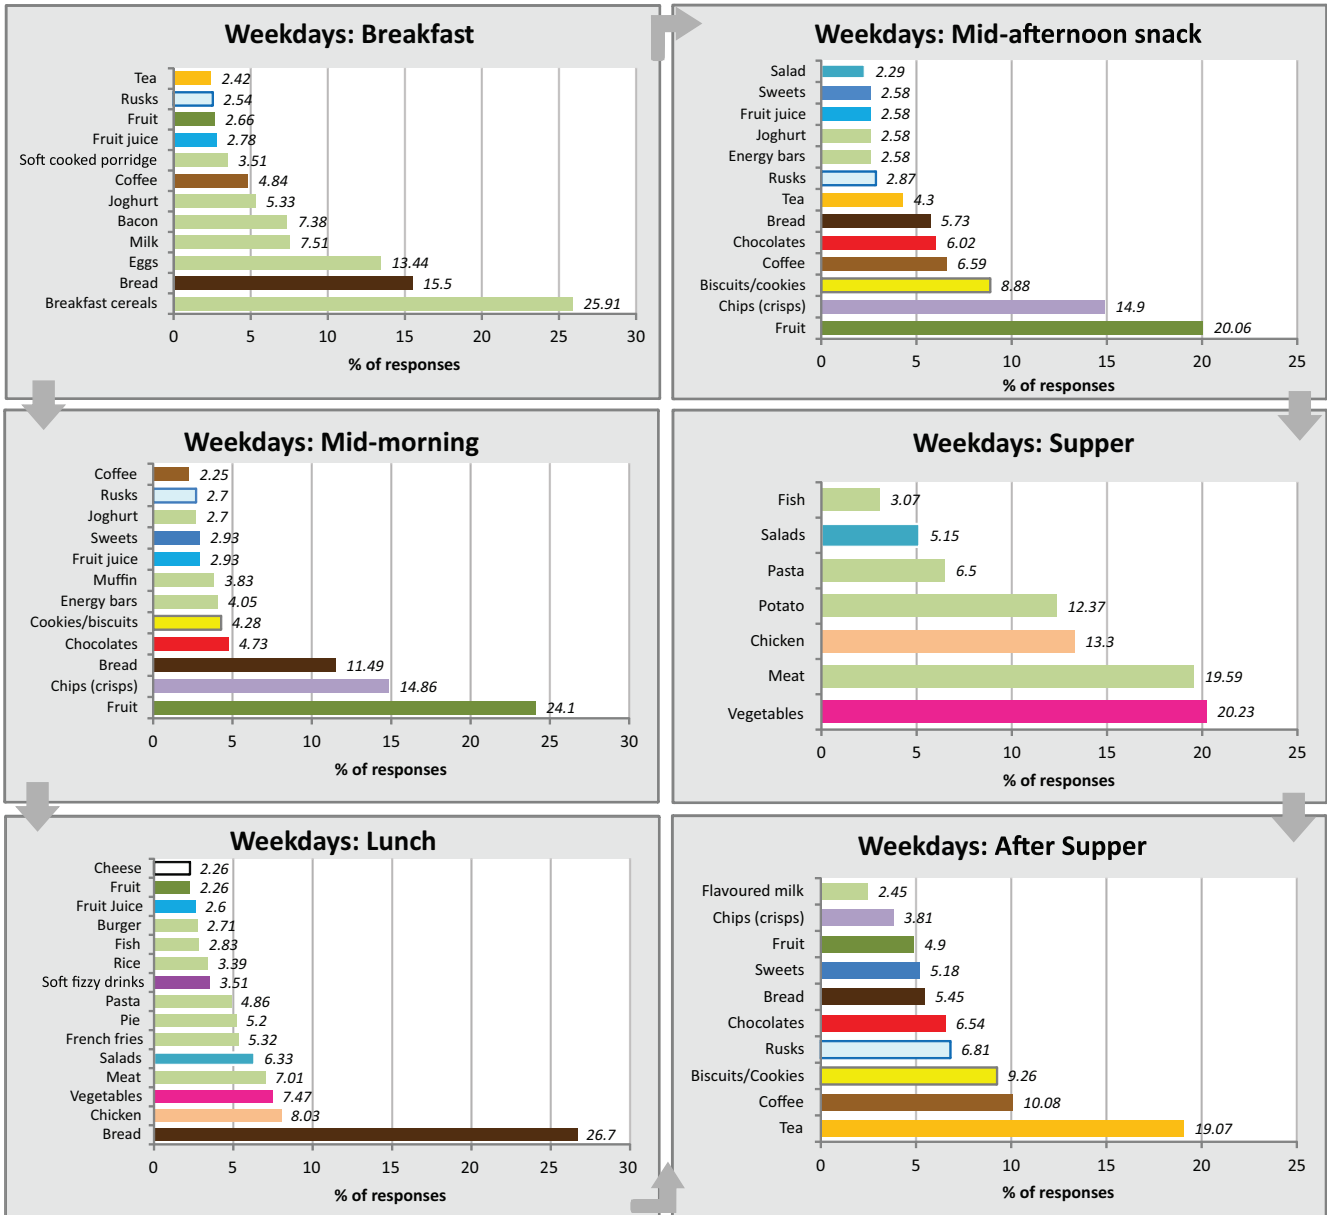 Weekdays: Breakfast
Tea 2.42
Rusks 2.54
Fruit 2.66
Fruit juice 2.78
Soft cooked porridge 3.51
Coffee 4.84
Joghurt 5.33
Bacon 7.38
Milk 7.51
Eggs 13.44
Bread 15.5
Breakfast cereals 25.91
0 5 10 15 20 25 30
% of responses
Weekdays: Mid-morning
Coffee 2.25
Rusks 2.7
Joghurt 2.7
Sweets 2.93
Fruit juice 2.93
Muffin 3.83
Energy bars 4.05
Cookies/biscuits 4.28
Chocolates 4.73
Bread 11.49
Chips (crisps) 14.86
Fruit 24.1
0 5 10 15 20 25 30
% of responses
Weekdays: Lunch
Cheese 2.26
Fruit 2.26
Fruit Juice 2.6
Burger 2.71
Fish 2.83
Rice 3.39
Soft fizzy drinks 3.51
Pasta 4.86
Pie 5.2
French fries 5.32
Salads 6.33
Meat 7.01
Vegetables 7.47
Chicken 8.03
Bread 26.7
0 5 10 15 20 25 30
% of responses
Weekdays: Mid-afternoon snack
Salad 2.29
Sweets 2.58
Fruit juice 2.58
Joghurt 2.58
Energy bars 2.58
Rusks 2.87
Tea 4.3
Bread 5.73
Chocolates 6.02
Coffee 6.59
Biscuits/cookies 8.88
Chips (crisps) 14.9
Fruit 20.06
0 5 10 15 20 25
% of responses
Weekdays: Supper
Fish 3.07
Salads 5.15
Pasta 6.5
Potato 12.37
Chicken 13.3
Meat 19.59
Vegetables 20.23
0 5 10 15 20 25
% of responses
Weekdays: After Supper
Flavoured milk 2.45
Chips (crisps) 3.81
Fruit 4.9
Sweets 5.18
Bread 5.45
Chocolates 6.54
Rusks 6.81
Biscuits/Cookies 9.26
Coffee 10.08
Tea 19.07
0 5 10 15 20 25
% of responses